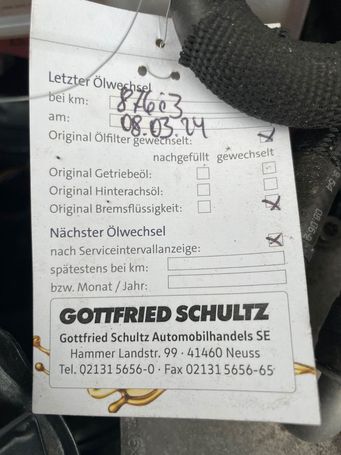 Letzter Ölwechsel
bei km: 87603
am: 08.03.24
Original Ölfilter gewechselt:
nachgefüllt gewechselt
Original Getriebeöl:
Original Hinterachsöl:
Original Bremsflüssigkeit:
Nächster Ölwechsel
nach Serviceintervallanzeige:
spätestens bei km:
bzw. Monat / Jahr:
GOTTFRIED SCHULTZ
Gottfried Schultz Automobilhandels SE
Hammer Landstr. 99 · 41460 Neuss
Tel. 02131 5656-0 · Fax 02131 5656-65